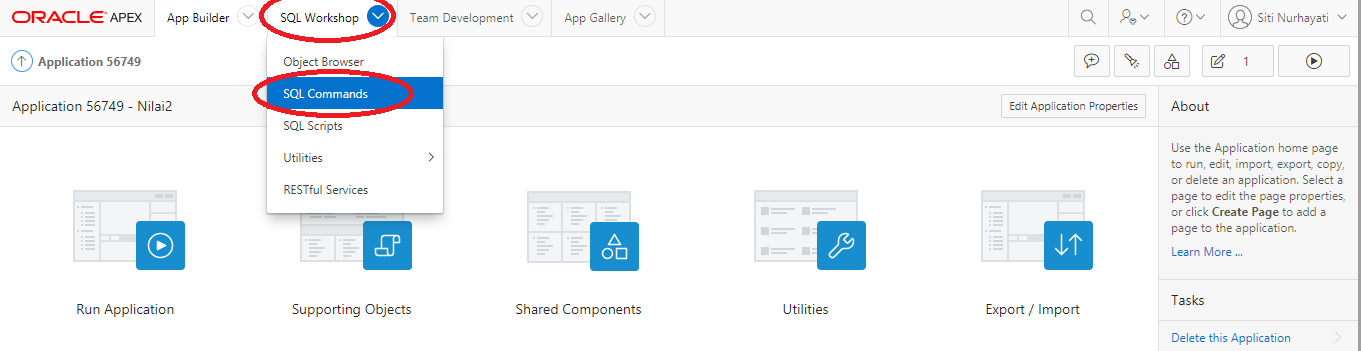 ORACLE APEX App Builder SQL Workshop Team Development App Gallery Siti Nurhayati
Application 56749 1
Object Browser
SQL Commands
SQL Scripts
Utilities
RESTful Services
Application 56749 - Nilai2 Edit Application Properties
Run Application Supporting Objects Shared Components Utilities Export / Import
About
Use the Application home page
to run, edit, import, export, copy,
or delete an application. Select a
page to edit the page properties,
or click Create Page to add a
page to the application.
Learn More ...
Tasks
Delete this Application